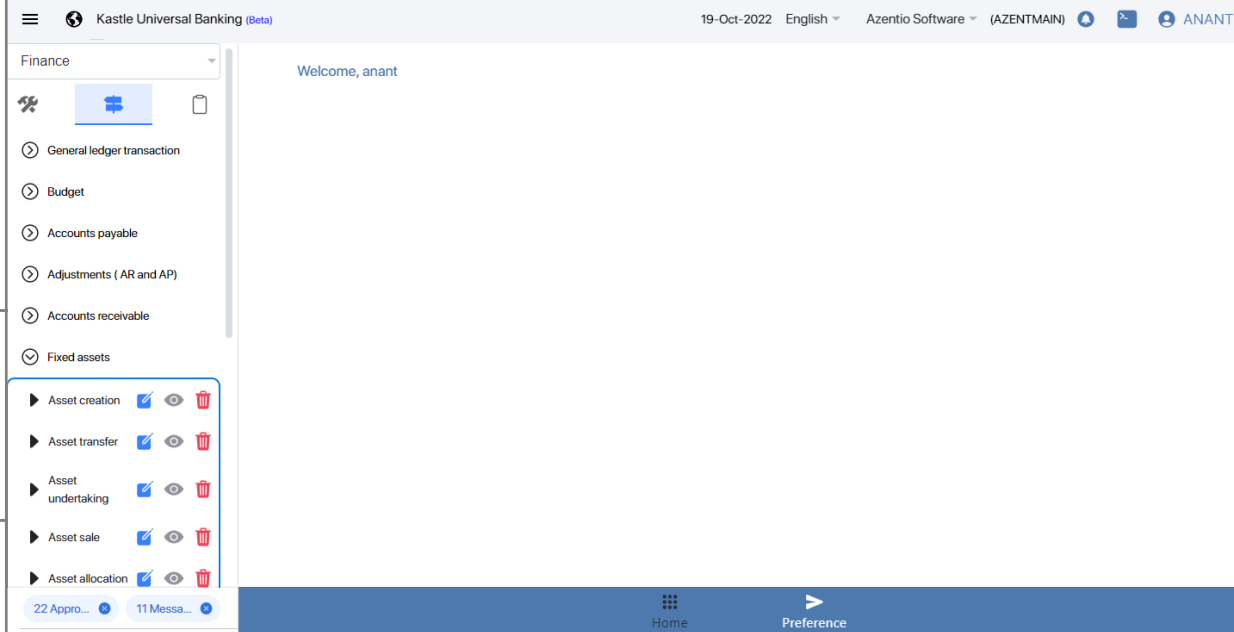 Kastle Universal Banking (Beta)
19-Oct-2022 English Azentio Software (AZENTMAIN) ANANT
Finance
Welcome, anant
General ledger transaction
Budget
Accounts payable
Adjustments ( AR and AP)
Accounts receivable
Fixed assets
Asset creation
Asset transfer
Asset
undertaking
Asset sale
Asset allocation
22 Appro... 11 Messa...
Home Preference